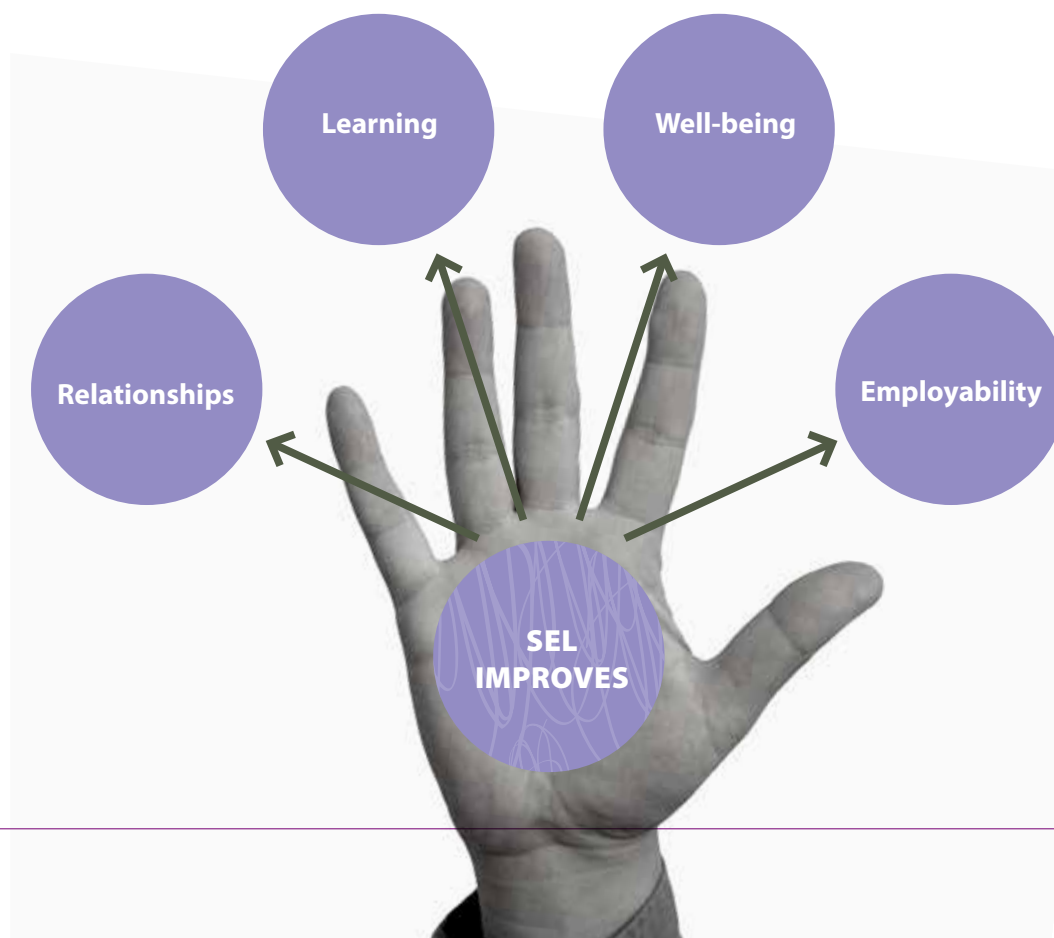 Learning
Well-being
Relationships
Employability
SEL
IMPROVES